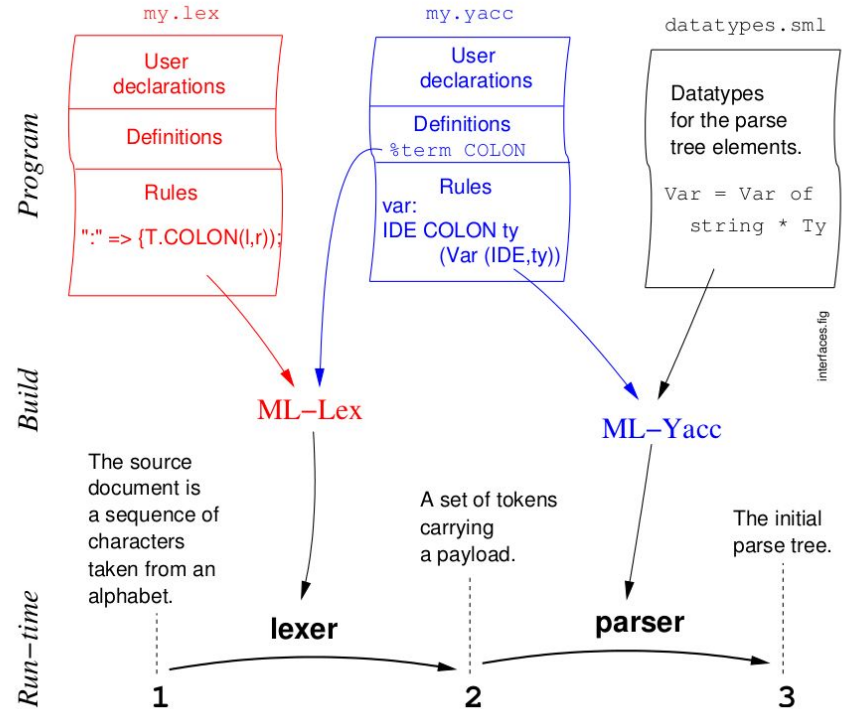 my.lex
my.yacc
datatypes.sml
Program
User
declarations
Definitions
Rules
":" => {T.COLON(l,r));
User
declarations
Definitions
%term COLON
Rules
var:
IDE COLON ty
(Var (IDE,ty))
Datatypes
for the parse
tree elements.
Var = Var of
string * Ty
interfaces.fig
Build
ML-Lex
ML-Yacc
Run-time
The source
document is
a sequence of
characters
taken from an
alphabet.
A set of tokens
carrying
a payload.
The initial
parse tree.
lexer
parser
1
2
3